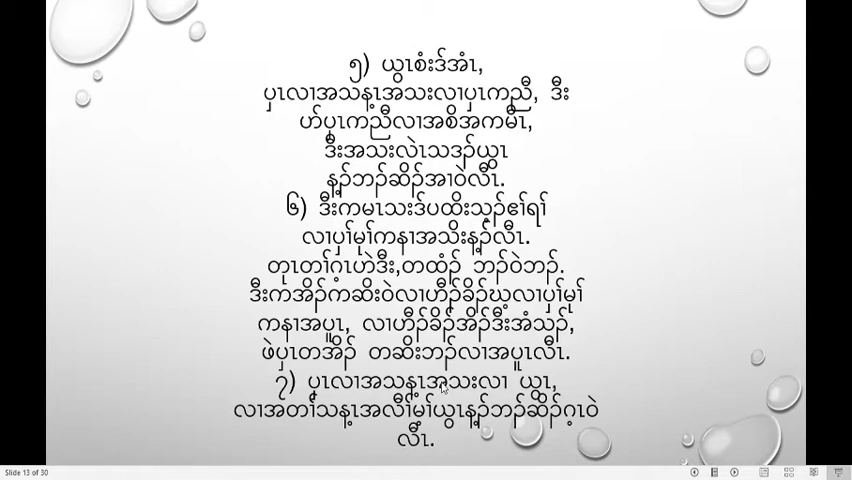 ၅) ယွၤစံးဒ်အံၤ,
ပှၤလၢအသန့ၤအသးလၢပှၤကညီ, ဒီး
ဟ်ပှၤကညီလၢအစိအကမီၤ,
ဒီးအသးလဲၤသဒၣ်ယွၤ
န့ၣ်ဘၣ်ဆိၣ်အၢဝဲလီၤ.
၆) ဒီးကမၤသးဒ်ပထိးသ့ၣ်ဧၢ်ရၢ်
လၢပှၢ်မုၢ်ကနၢအသိးန့ၣ်လီၤ.
တုၤတၢ်ဂ့ၤဟဲဒီး,တထံၣ် ဘၣ်ဝဲဘၣ်.
ဒီးကအိၣ်ကဆိးဝဲလၢဟီၣ်ခိၣ်ဃ့လၢပှၢ်မုၢ်
ကနၢအပူၤ, လၢဟီၣ်ခိၣ်အိၣ်ဒီးအံသၣ်,
ဖဲပှၤတအိၣ် တဆိးဘၣ်လၢအပူၤလီၤ.
၇) ပှၤလၢအသန့ၤအသးလၢ ယွၤ,
လၢအတၢ်သန့ၤအလီၢ်မ့ၢ်ယွၤန့ၣ်ဘၣ်ဆိၣ်ဂ့ၤဝဲ
လီၤ.
Slide 13 of 30